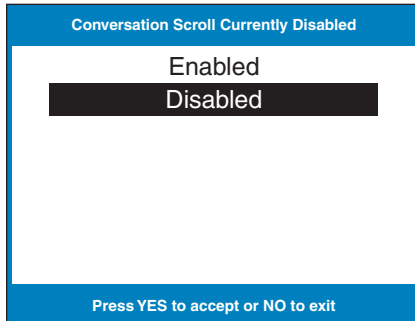 Conversation Scroll Currently Disabled
Enabled
Disabled
Press YES to accept or NO to exit